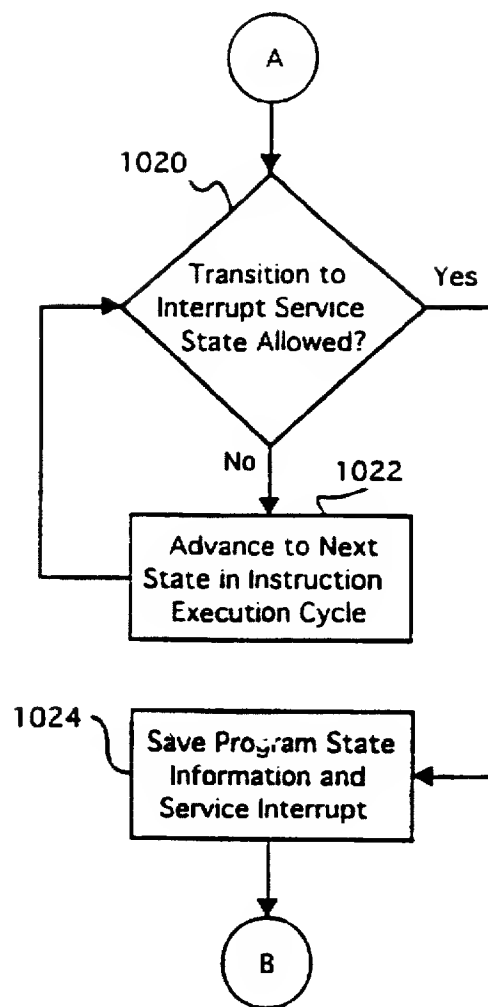 A
1020
Transition to
Interrupt Service
State Allowed?
Yes
No
1022
Advance to Next
State in Instruction
Execution Cycle
1024
Save Program State
Information and
Service Interrupt
B